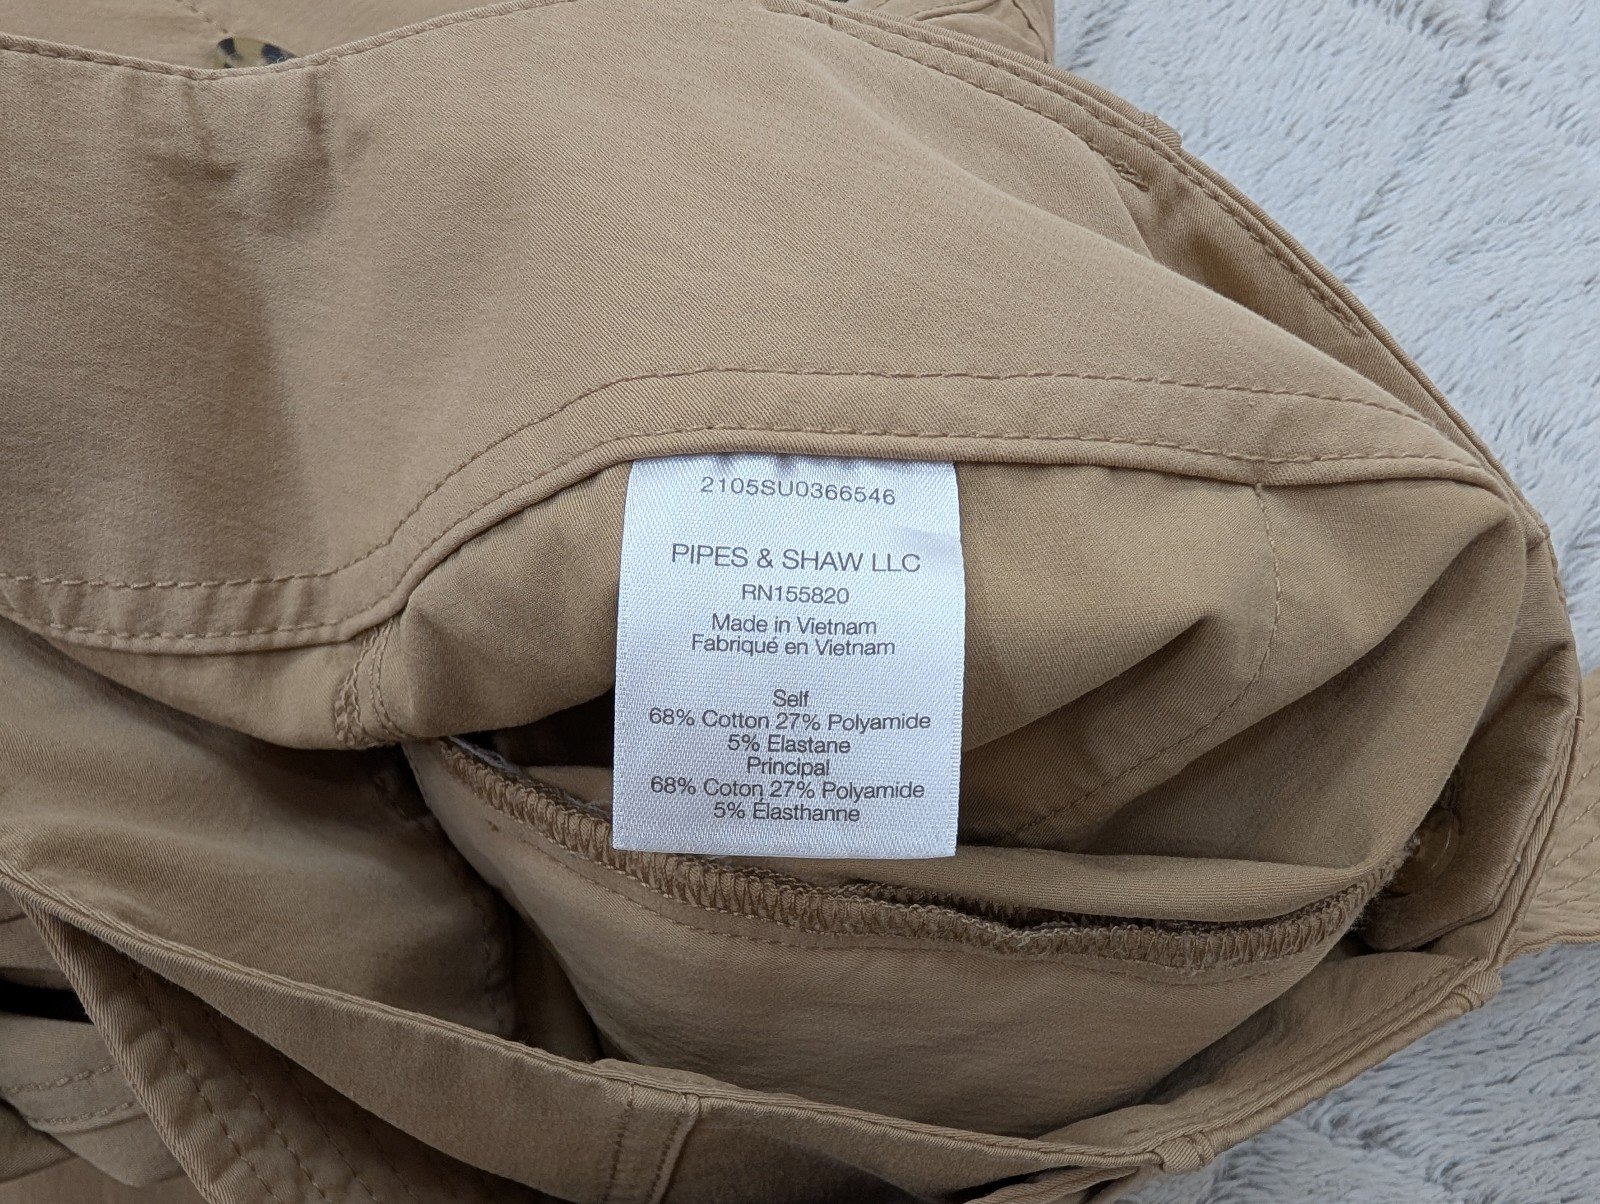 2105SU0366546
PIPES & SHAW LLC
RN155820
Made in Vietnam
Fabriqué en Vietnam
Self
68% Cotton 27% Polyamide
5% Elastane
Principal
68% Coton 27% Polyamide
5% Élasthanne